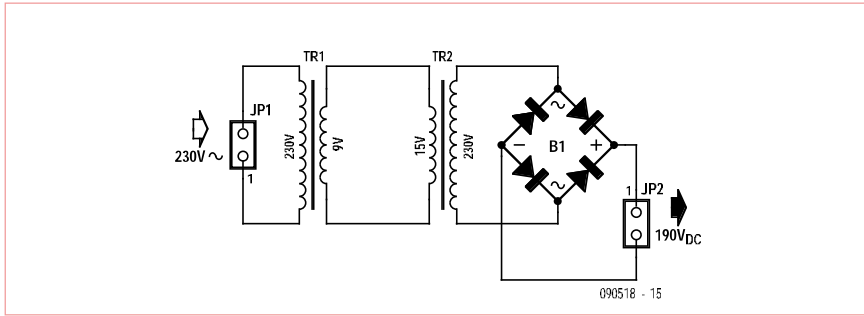 TR1
TR2
JP1
230V ~
1
230V
9V
15V
230V
~
− B1 +
~
1 JP2
190VDC
090518 - 15